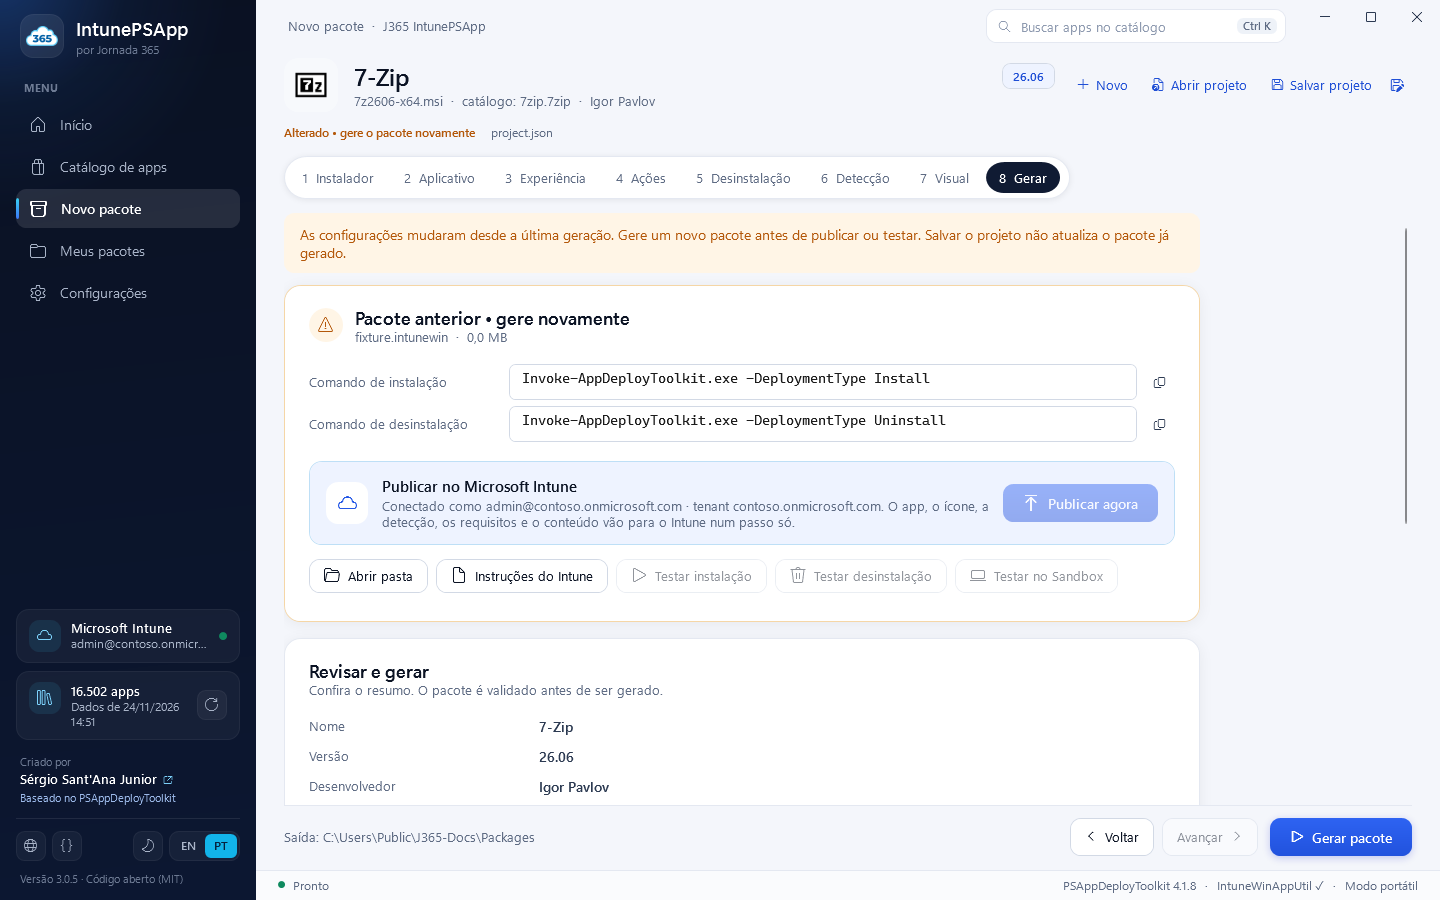 IntunePSApp
por Jornada 365
MENU
Início
Catálogo de apps
Novo pacote
Meus pacotes
Configurações
Microsoft Intune
admin@contoso.onmicr...
16.502 apps
Dados de 24/11/2026
14:51
Criado por
Sérgio Sant'Ana Junior
Baseado no PSAppDeployToolkit
EN PT
Versão 3.0.5 · Código aberto (MIT)
Novo pacote · J365 IntunePSApp
Buscar apps no catálogo Ctrl K
7-Zip
7z2606-x64.msi · catálogo: 7zip.7zip · Igor Pavlov
26.06
Novo
Abrir projeto
Salvar projeto
Alterado • gere o pacote novamente project.json
1 Instalador 2 Aplicativo 3 Experiência 4 Ações 5 Desinstalação 6 Detecção 7 Visual 8 Gerar
As configurações mudaram desde a última geração. Gere um novo pacote antes de publicar ou testar. Salvar o projeto não atualiza o pacote já
gerado.
Pacote anterior • gere novamente
fixture.intunewin · 0,0 MB
Comando de instalação Invoke-AppDeployToolkit.exe -DeploymentType Install
Comando de desinstalação Invoke-AppDeployToolkit.exe -DeploymentType Uninstall
Publicar no Microsoft Intune
Conectado como admin@contoso.onmicrosoft.com · tenant contoso.onmicrosoft.com. O app, o ícone, a
detecção, os requisitos e o conteúdo vão para o Intune num passo só.
Publicar agora
Abrir pasta
Instruções do Intune
Testar instalação
Testar desinstalação
Testar no Sandbox
Revisar e gerar
Confira o resumo. O pacote é validado antes de ser gerado.
Nome 7-Zip
Versão 26.06
Desenvolvedor Igor Pavlov
Saída: C:\Users\Public\J365-Docs\Packages
Voltar
Avançar
Gerar pacote
Pronto
PSAppDeployToolkit 4.1.8 · IntuneWinAppUtil ✓ · Modo portátil
365
7z